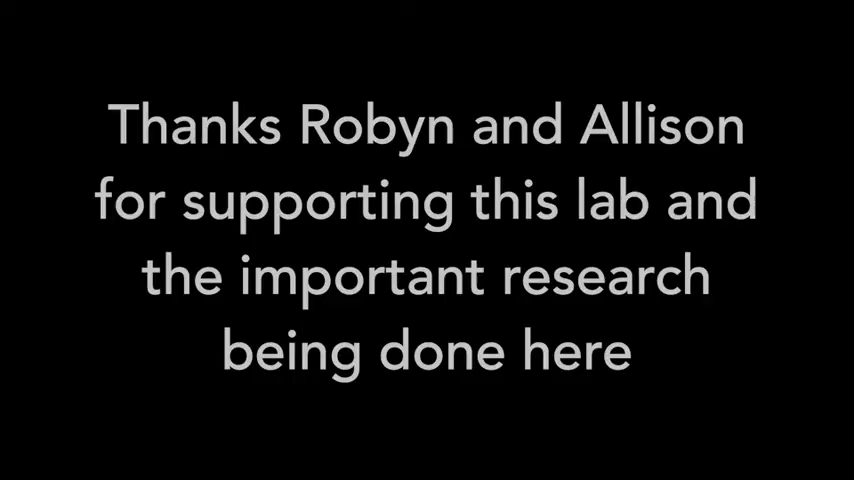 Thanks Robyn and Allison
for supporting this lab and
the important research
being done here